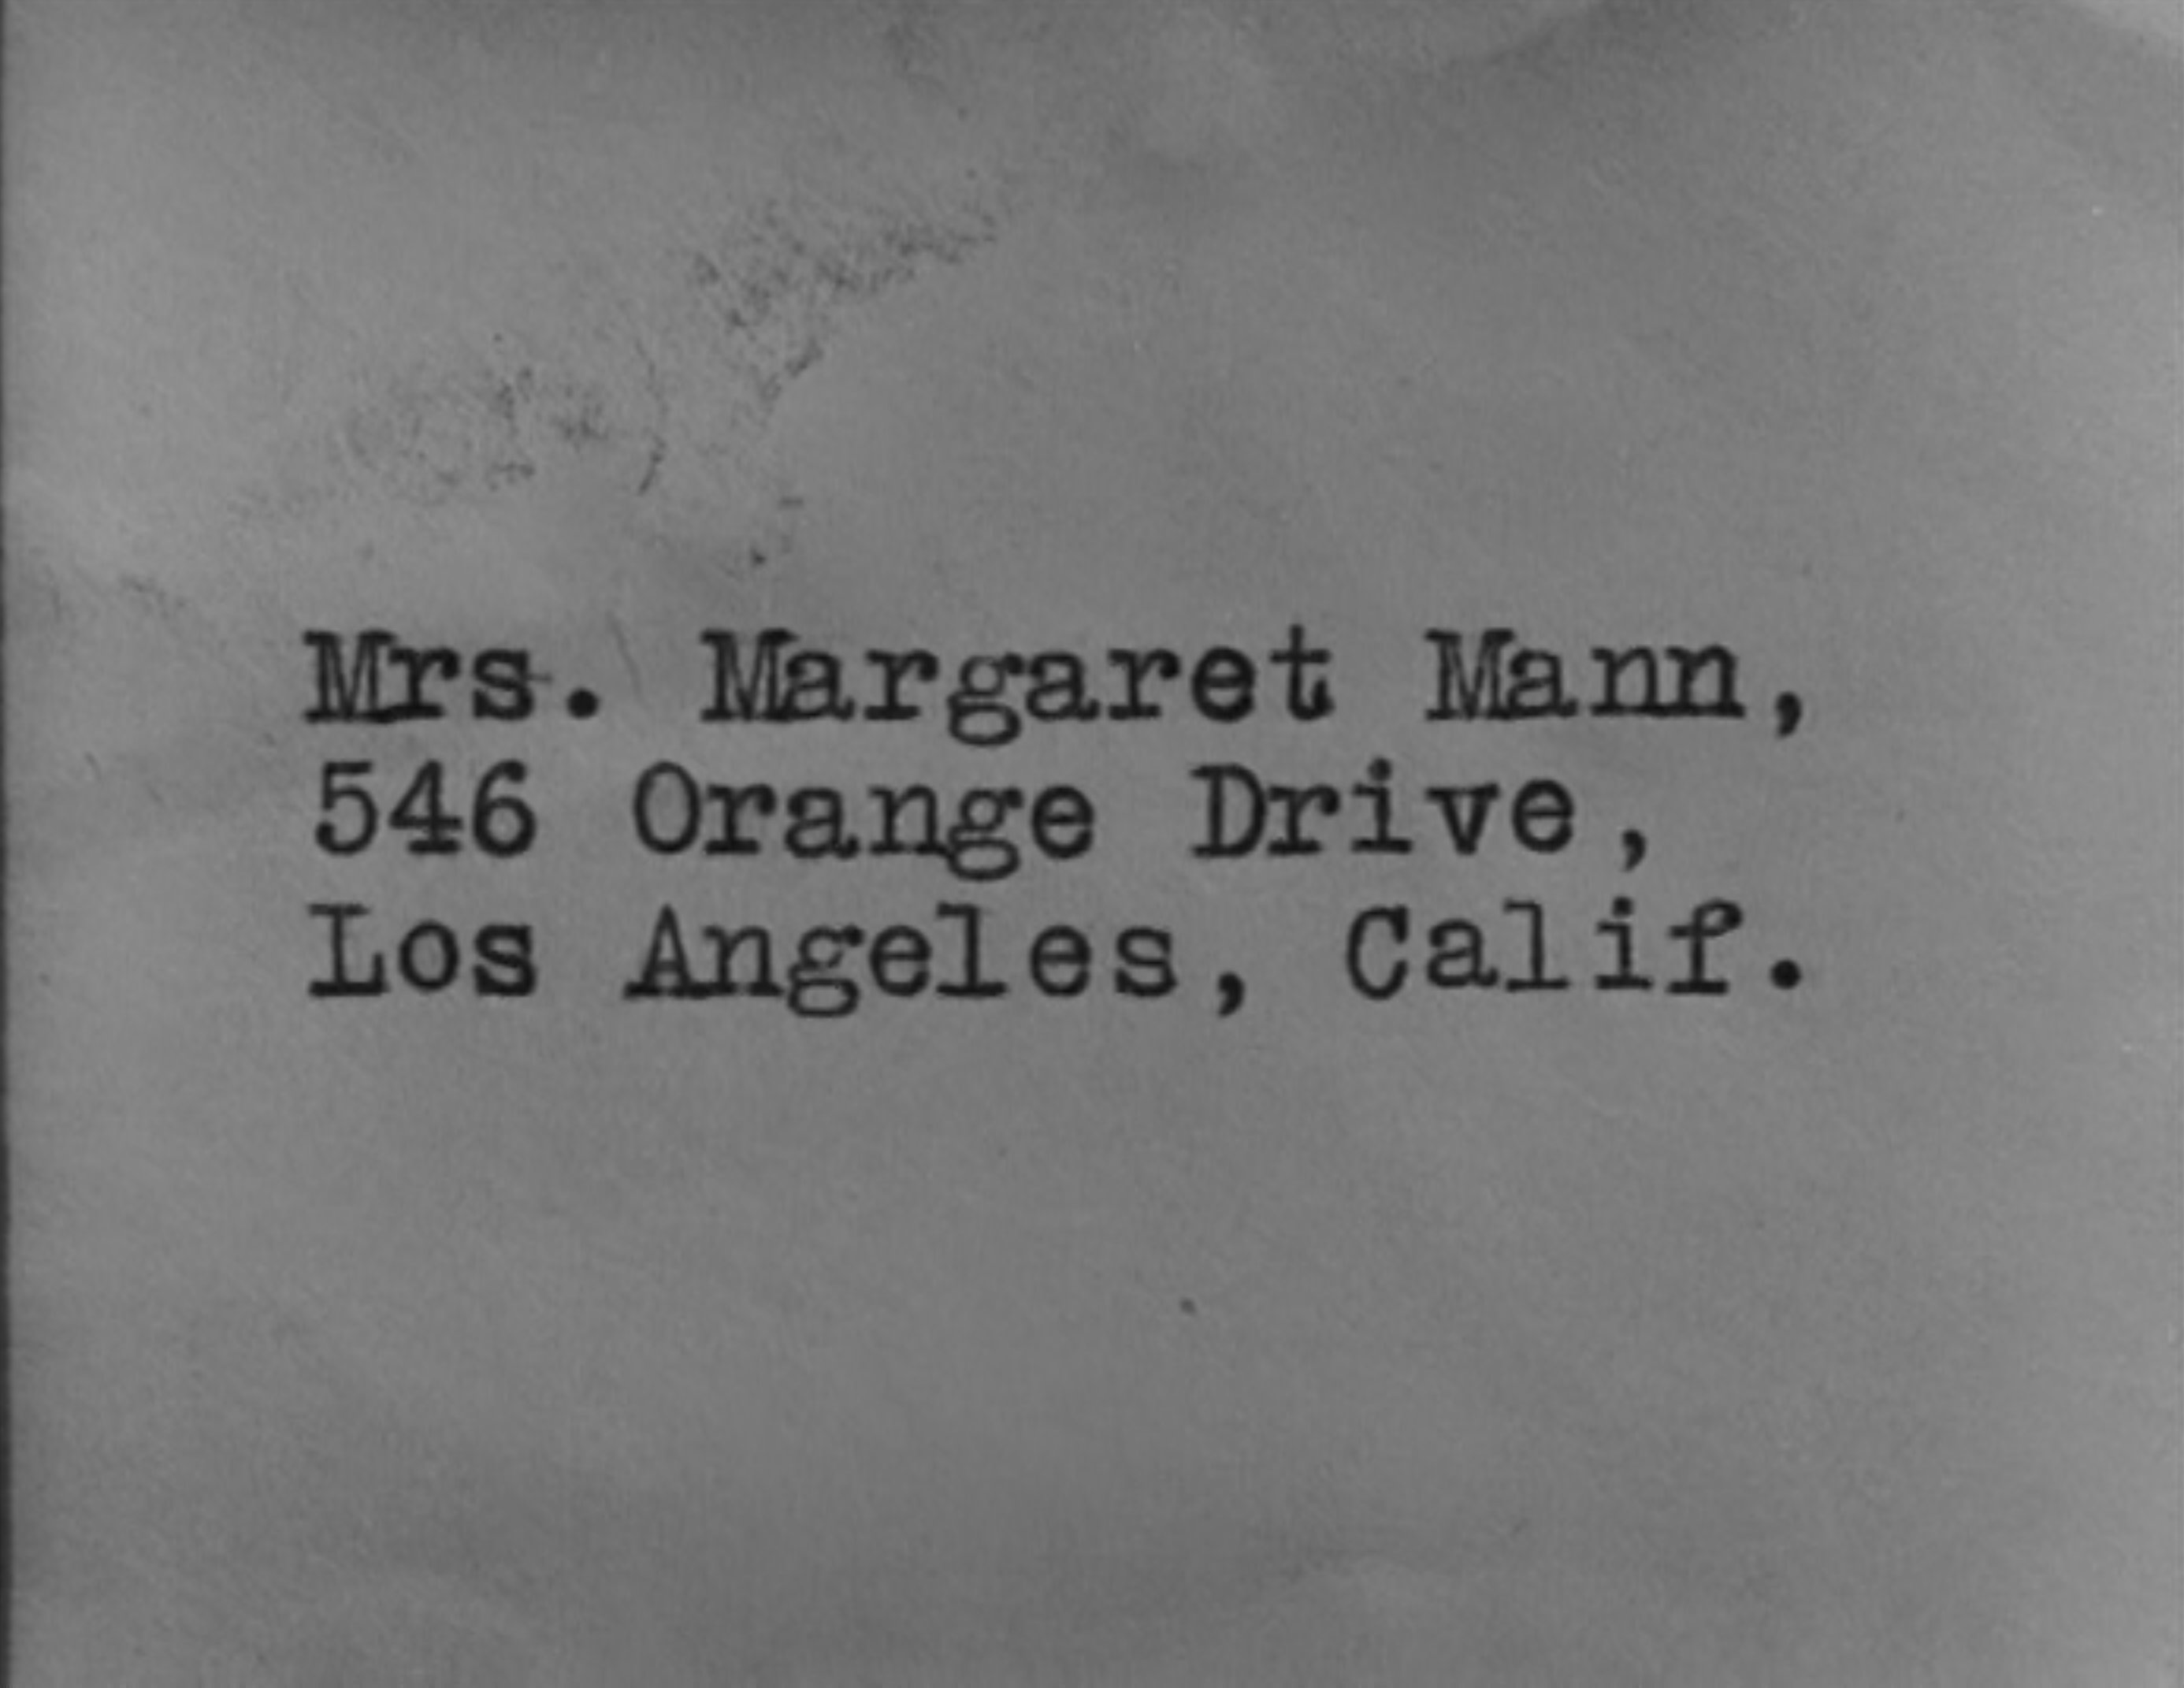 Mrs. Margaret Mann,
546 Orange Drive,
Los Angeles, Calif.